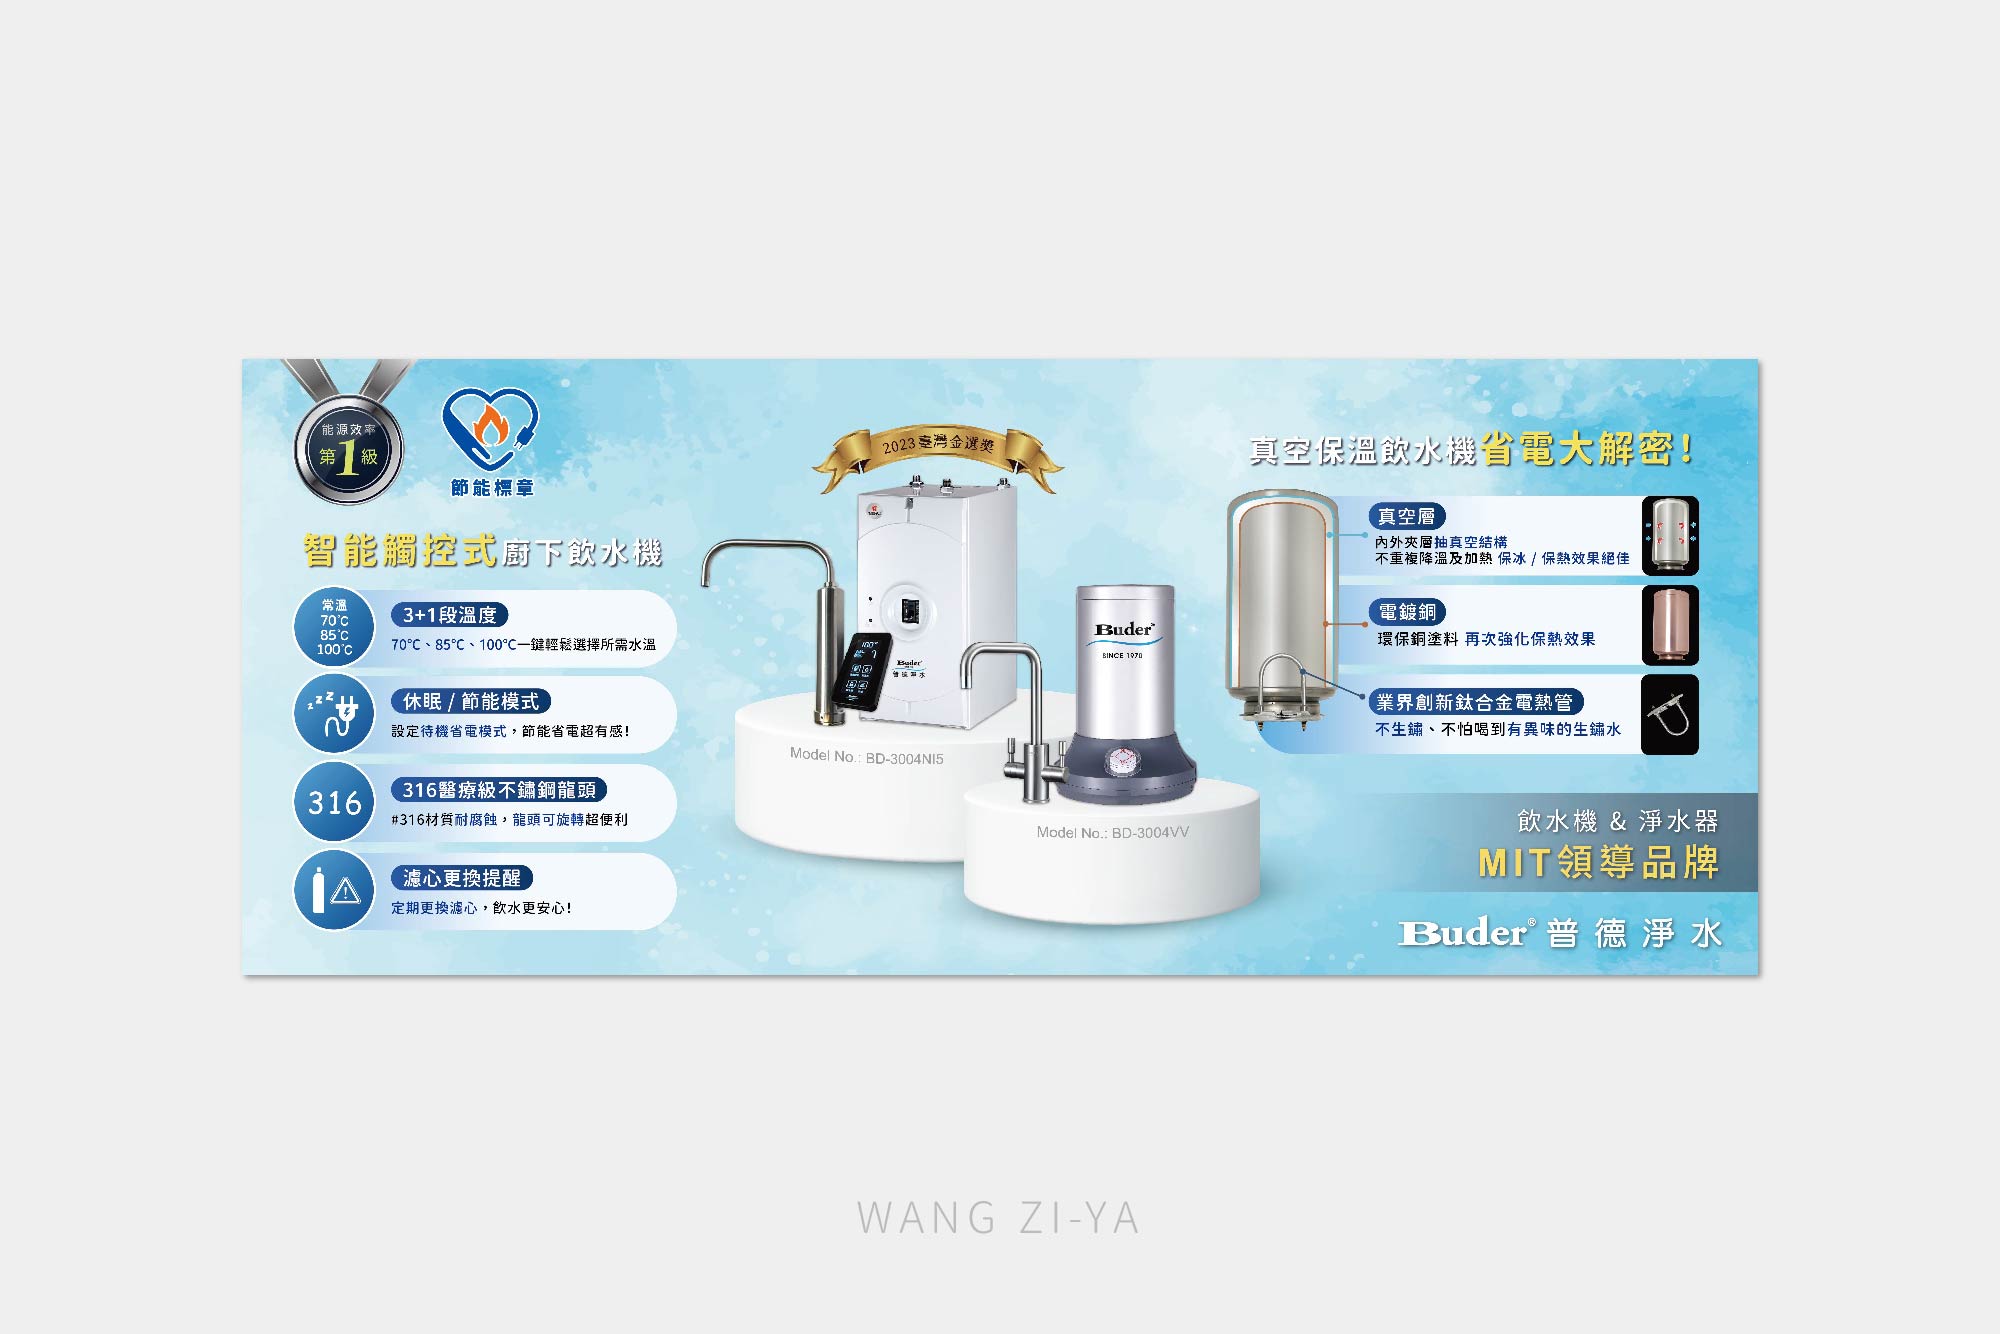 能源效率
第1級
節能標章
智能觸控式廚下飲水機
常溫
70℃
85℃
100℃
3+1段溫度
70℃、85℃、100℃一鍵輕鬆選擇所需水溫
zzz
休眠 / 節能模式
設定待機省電模式，節能省電超有感!
316
316醫療級不鏽鋼龍頭
#316材質耐腐蝕，龍頭可旋轉超便利
濾心更換提醒
定期更換濾心，飲水更安心!
2023臺灣金選獎
100°
Buder
普德淨水
Model No.: BD-3004NI5
Buder
SINCE 1970
Model No.: BD-3004VV
真空保溫飲水機省電大解密!
真空層
內外夾層抽真空結構
不重複降溫及加熱 保冰 / 保熱效果絕佳
電鍍銅
環保銅塗料 再次強化保熱效果
業界創新鈦合金電熱管
不生鏽、不怕喝到有異味的生鏽水
飲水機 & 淨水器
MIT領導品牌
Buder® 普德淨水
WANG ZI-YA